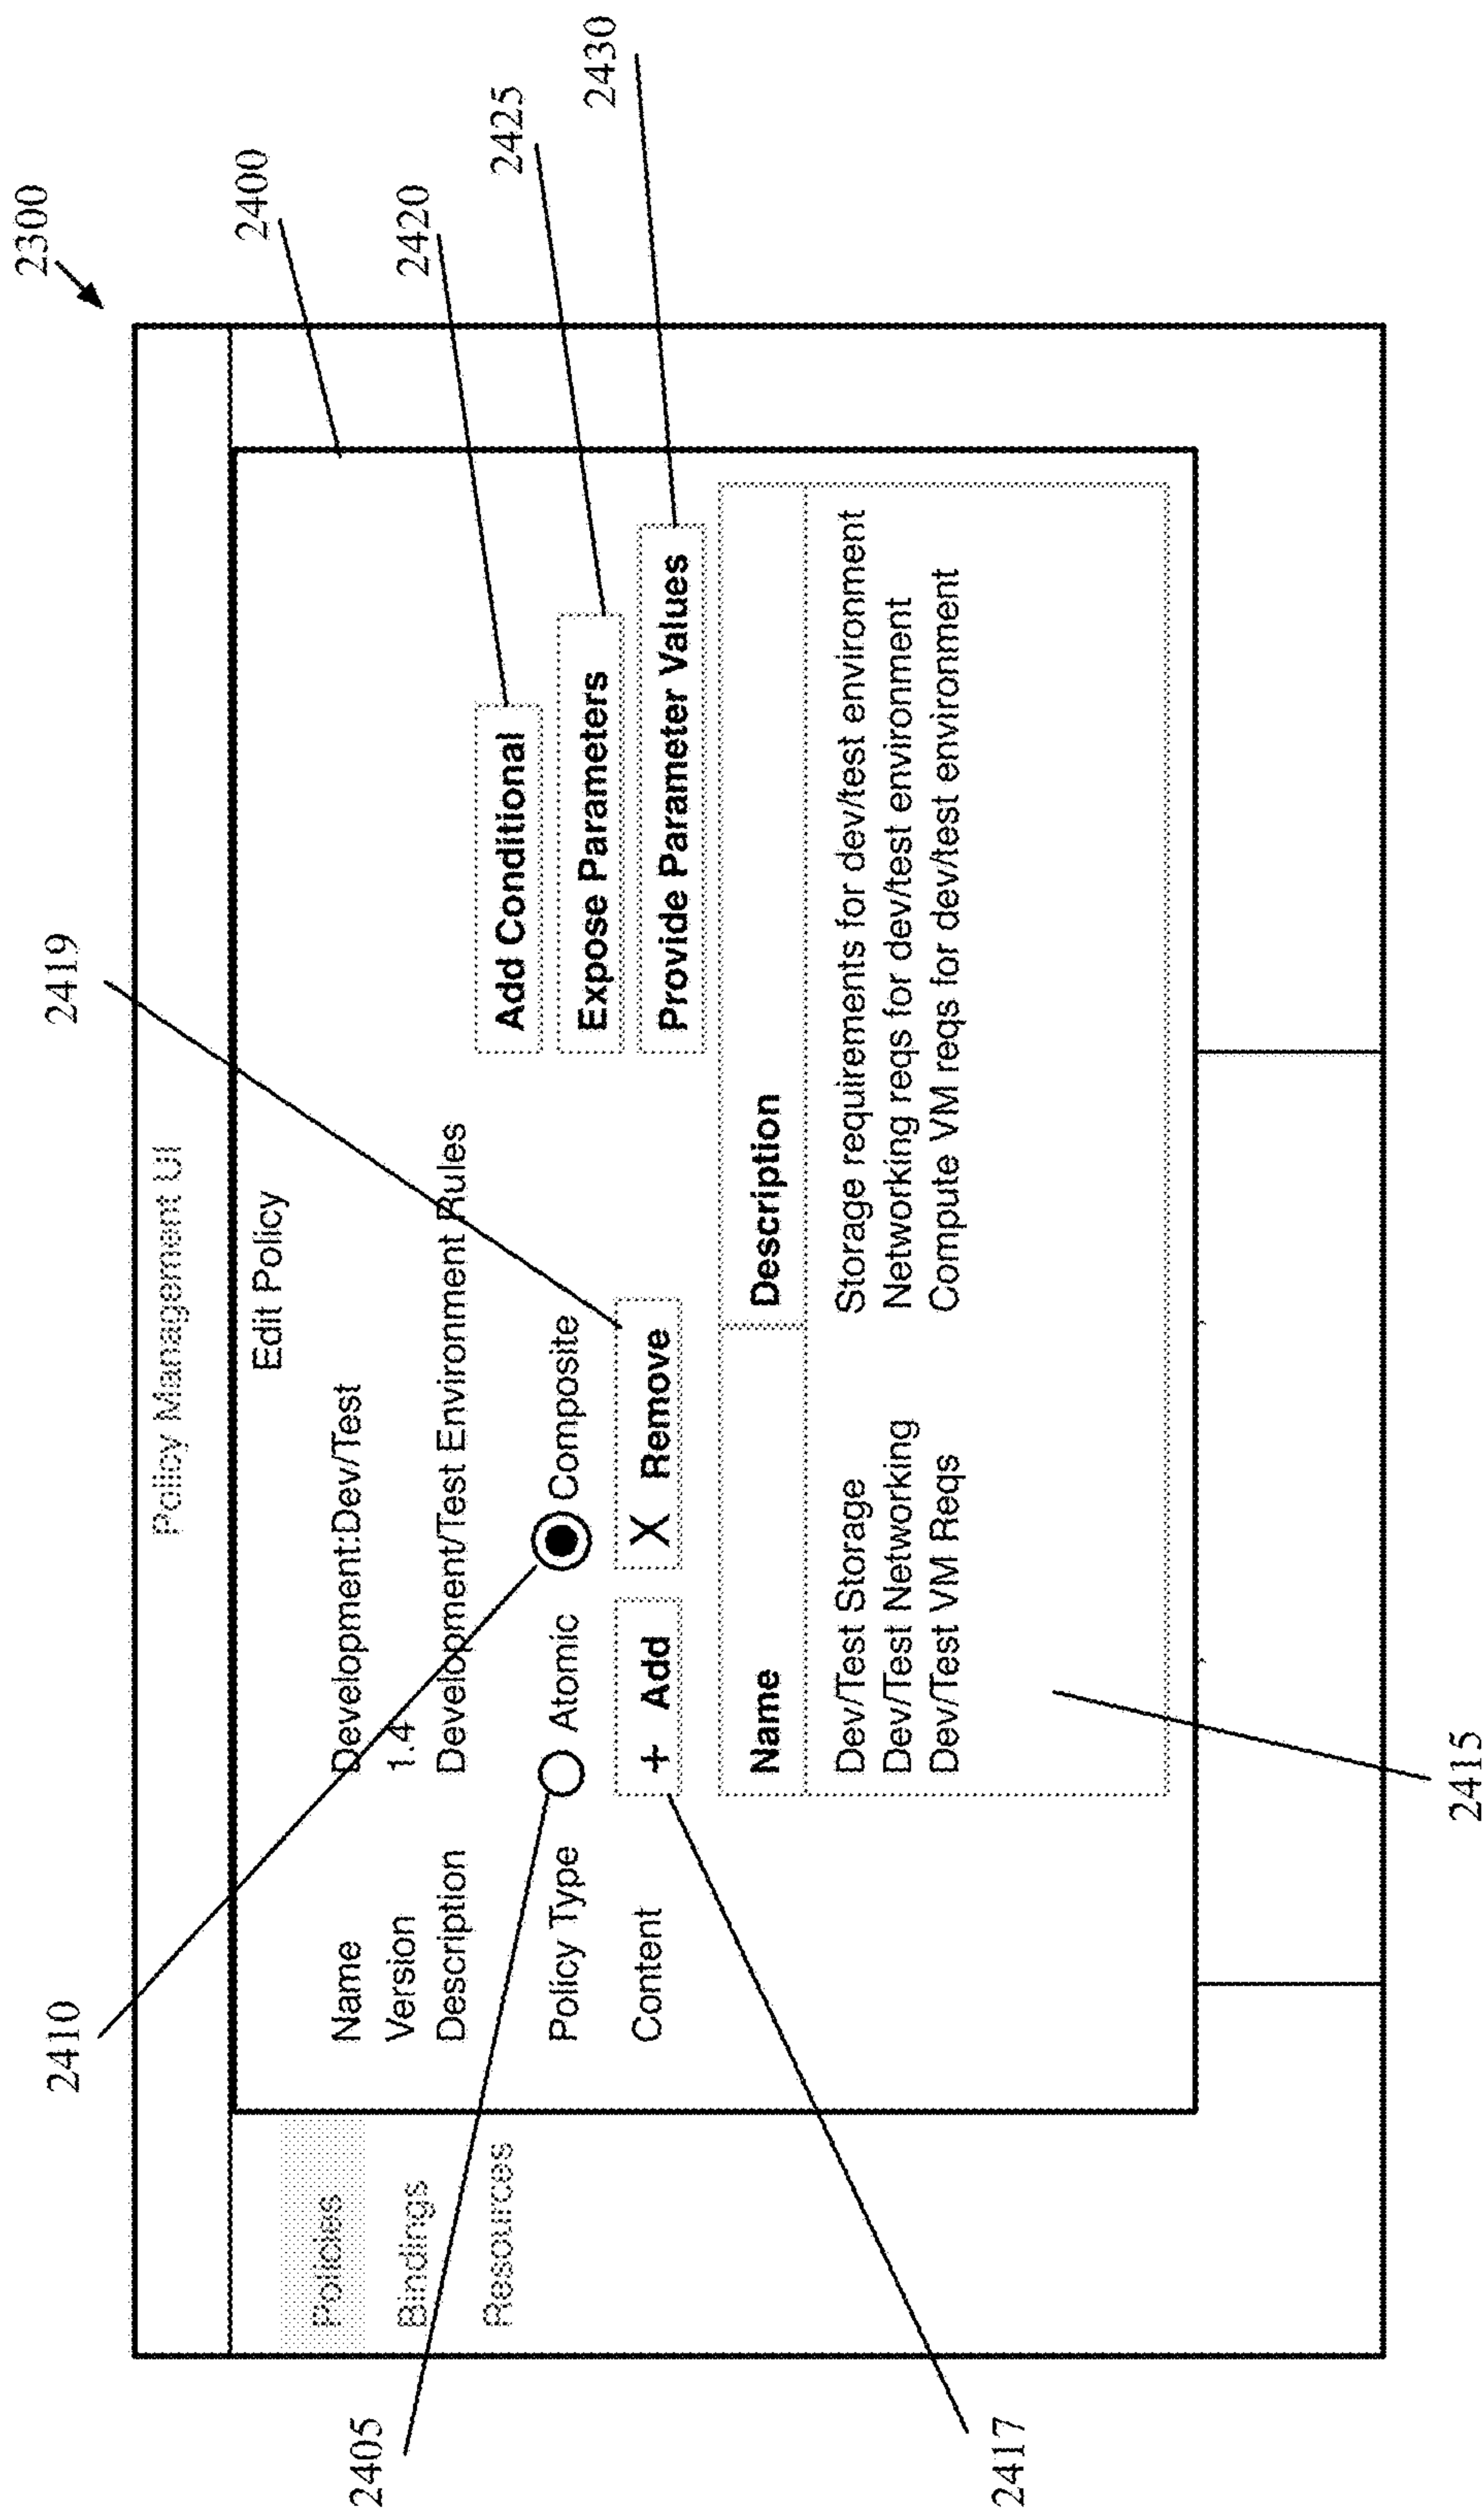 2300
2410
2419
2400
2420
2425
2430
Policy Management UI
Edit Policy
Policies
Bindings
Resources
Name Development:Dev/Test
Version 1.4
Description Development/Test Environment Rules
Policy Type Atomic Composite
Content + Add X Remove
Add Conditional
Expose Parameters
Provide Parameter Values
Name Description
Dev/Test Storage Storage requirements for dev/test environment
Dev/Test Networking Networking reqs for dev/test environment
Dev/Test VM Reqs Compute VM reqs for dev/test environment
2405
2417
2415